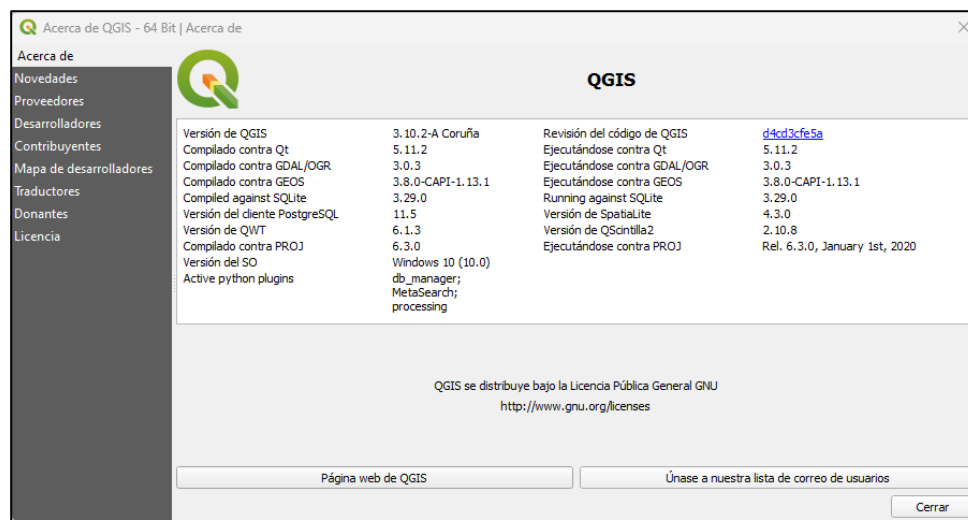 Acerca de QGIS - 64 Bit | Acerca de
Acerca de
Novedades
Proveedores
Desarrolladores
Contribuyentes
Mapa de desarrolladores
Traductores
Donantes
Licencia
QGIS
Versión de QGIS 3.10.2-A Coruña Revisión del código de QGIS d4cd3cfe5a
Compilado contra Qt 5.11.2 Ejecutándose contra Qt 5.11.2
Compilado contra GDAL/OGR 3.0.3 Ejecutándose contra GDAL/OGR 3.0.3
Compilado contra GEOS 3.8.0-CAPI-1.13.1 Ejecutándose contra GEOS 3.8.0-CAPI-1.13.1
Compiled against SQLite 3.29.0 Running against SQLite 3.29.0
Versión del cliente PostgreSQL 11.5 Versión de SpatiaLite 4.3.0
Versión de QWT 6.1.3 Versión de QScintilla2 2.10.8
Compilado contra PROJ 6.3.0 Ejecutándose contra PROJ Rel. 6.3.0, January 1st, 2020
Versión del SO Windows 10 (10.0)
Active python plugins db_manager;
MetaSearch;
processing
QGIS se distribuye bajo la Licencia Pública General GNU
http://www.gnu.org/licenses
Página web de QGIS Únase a nuestra lista de correo de usuarios
Cerrar